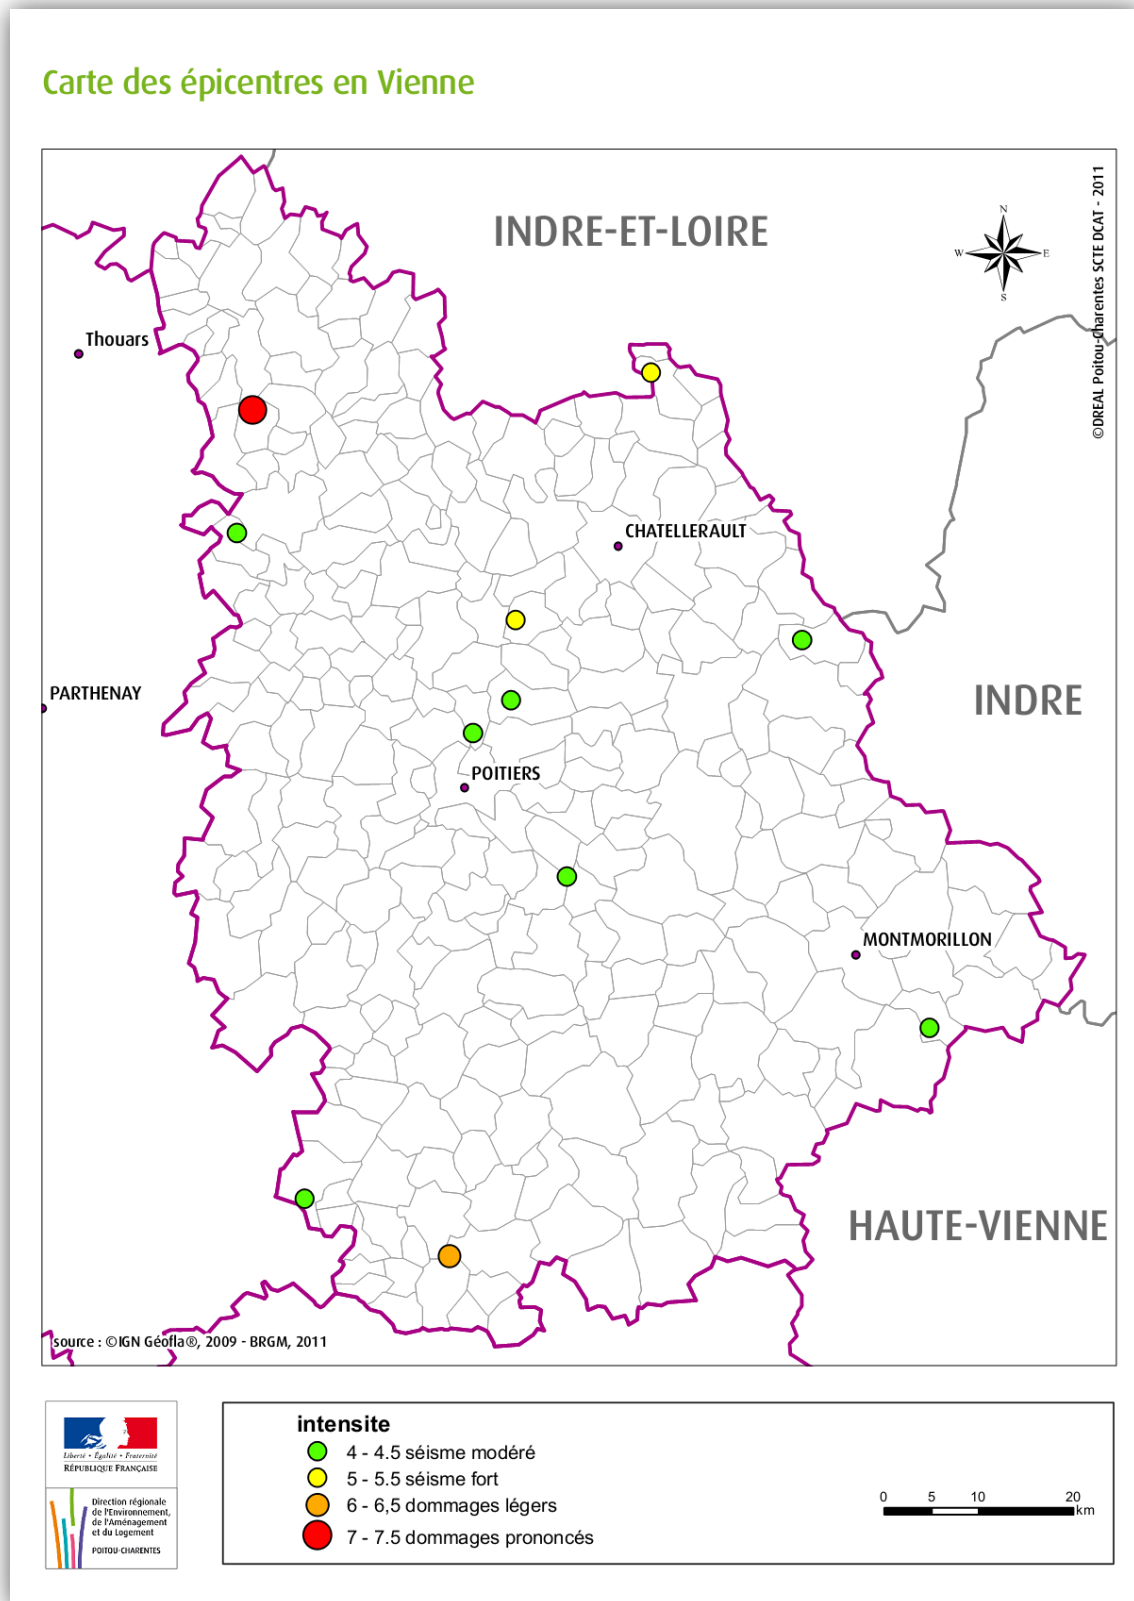 Carte des épicentres en Vienne
INDRE-ET-LOIRE
©DREAL Poitou-Charentes SCTE DCAT - 2011
N
W
E
S
Thouars
CHATELLERAULT
PARTHENAY
INDRE
POITIERS
MONTMORILLON
HAUTE-VIENNE
source : ©IGN Géofla®, 2009 - BRGM, 2011
intensite
4 - 4.5 séisme modéré
5 - 5.5 séisme fort
6 - 6,5 dommages légers
7 - 7.5 dommages prononcés
0 5 10 20
km
Liberté • Égalité • Fraternité
RÉPUBLIQUE FRANÇAISE
Direction régionale
de l'Environnement,
de l'Aménagement
et du Logement
POITOU-CHARENTES